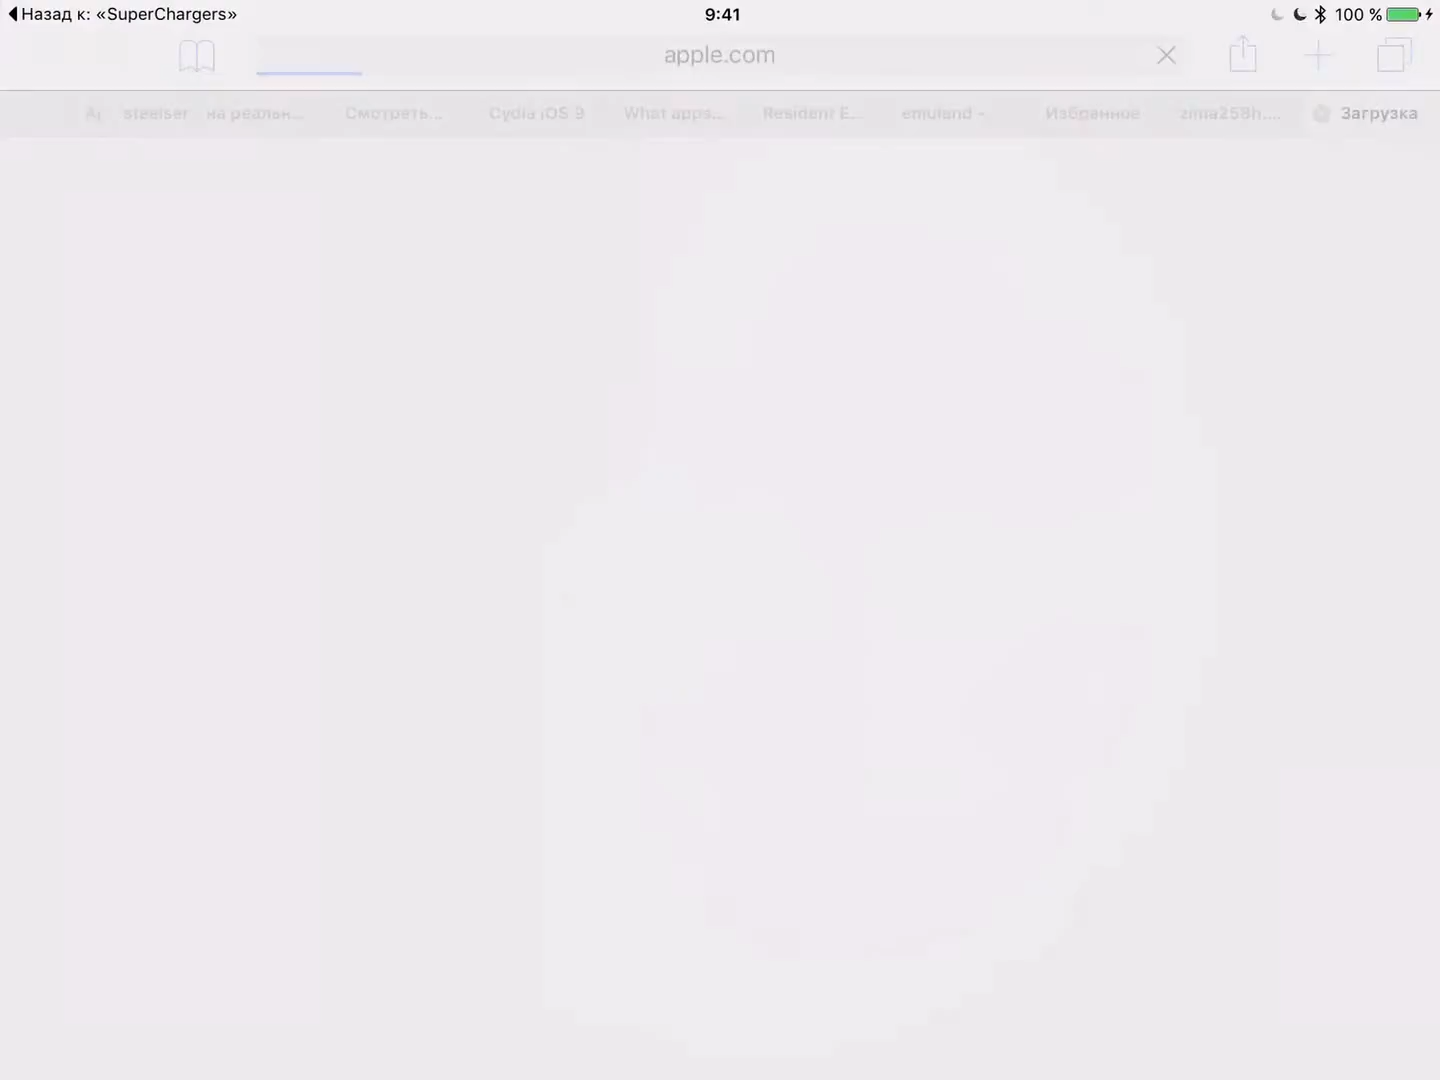 Назад к: «SuperChargers» 9:41 100 %
apple.com
steelser на реальн... Смотреть... Cydia iOS 9 What apps... Resident E... emuland - Избранное zima258h.... Загрузка